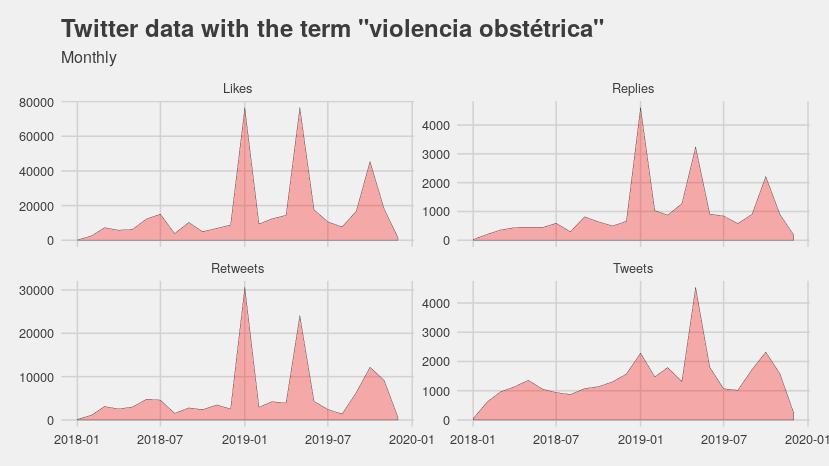 Twitter data with the term "violencia obstétrica"
Monthly
Likes
80000
60000
40000
20000
0
Replies
4000
3000
2000
1000
0
Retweets
30000
20000
10000
0
2018-01 2018-07 2019-01 2019-07 2020-01
Tweets
4000
3000
2000
1000
0
2018-01 2018-07 2019-01 2019-07 2020-01